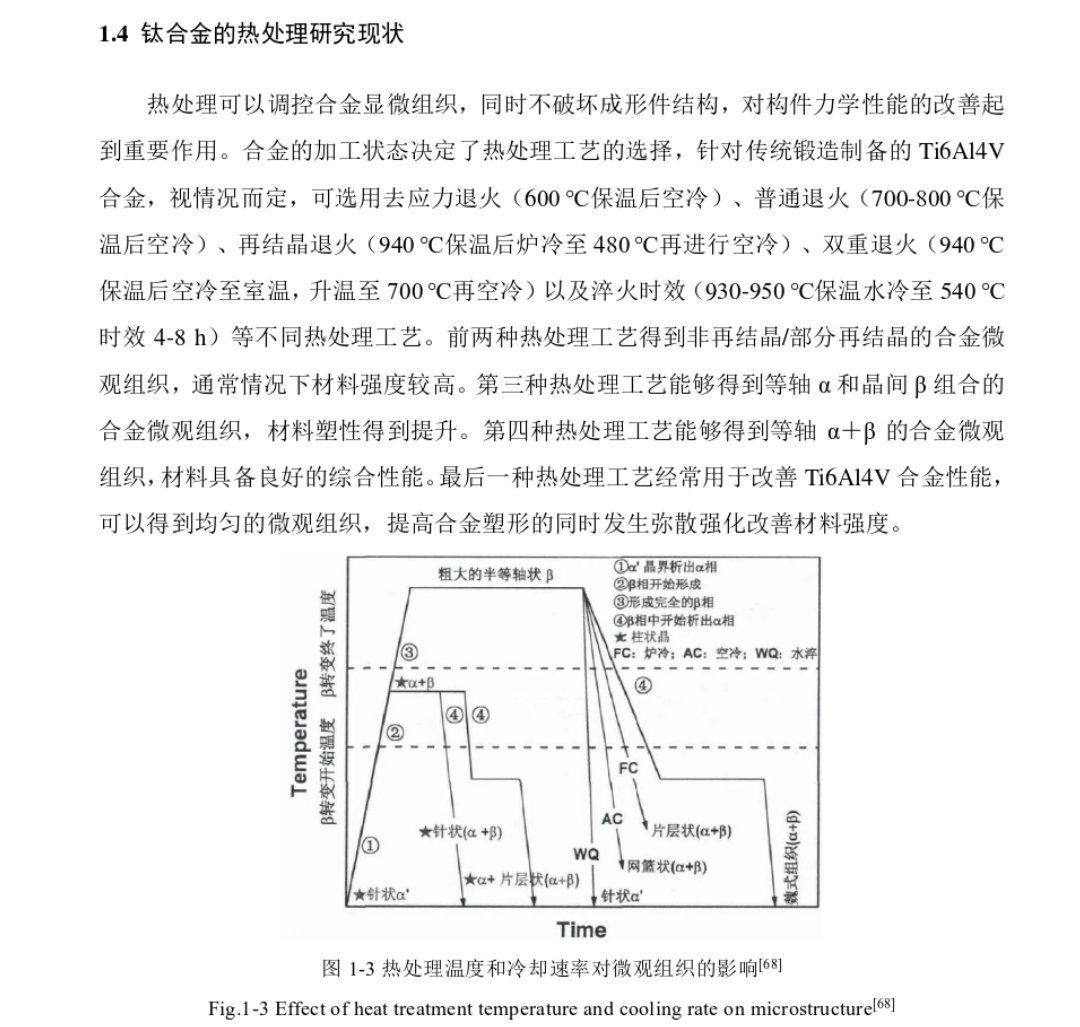 1.4 钛合金的热处理研究现状
热处理可以调控合金显微组织，同时不破坏成形件结构，对构件力学性能的改善起
到重要作用。合金的加工状态决定了热处理工艺的选择，针对传统锻造制备的 Ti6Al4V
合金，视情况而定，可选用去应力退火（600 ℃保温后空冷）、普通退火（700-800 ℃保
温后空冷）、再结晶退火（940 ℃保温后炉冷至 480 ℃再进行空冷）、双重退火（940 ℃
保温后空冷至室温，升温至 700 ℃再空冷）以及淬火时效（930-950 ℃保温水冷至 540 ℃
时效 4-8 h）等不同热处理工艺。前两种热处理工艺得到非再结晶/部分再结晶的合金微
观组织，通常情况下材料强度较高。第三种热处理工艺能够得到等轴 α 和晶间 β 组合的
合金微观组织，材料塑性得到提升。第四种热处理工艺能够得到等轴 α＋β 的合金微观
组织，材料具备良好的综合性能。最后一种热处理工艺经常用于改善 Ti6Al4V 合金性能，
可以得到均匀的微观组织，提高合金塑形的同时发生弥散强化改善材料强度。
粗大的半等轴状 β
①α' 晶界析出α相
②β相开始形成
③形成完全的β相
④β相中开始析出α相
★ 柱状晶
FC：炉冷；AC：空冷；WQ：水淬
Temperature
β转变开始温度 β转变终了温度
③
★α+β
④ ④
④
②
FC
①
★针状(α +β)
AC
片层状(α+β)
WQ
网篮状(α+β)
★α+ 片层状(α+β)
★针状α'
针状α'
魏式组织(α+β)
Time
图 1-3 热处理温度和冷却速率对微观组织的影响[68]
Fig.1-3 Effect of heat treatment temperature and cooling rate on microstructure[68]